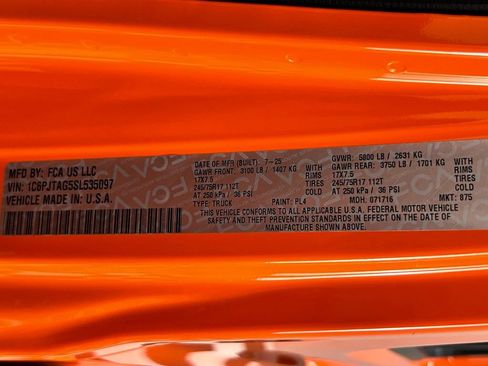 MFD BY: FCA US LLC
VIN: 1C6PJTAG5SL535097
VEHICLE MADE IN: U.S.A.
DATE OF MFR (BUILT): 7-25 GVWR: 5800 LB / 2631 KG
GAWR FRONT: 3100 LB / 1407 KG WITH GAWR REAR: 3750 LB / 1701 KG WITH
17X7.5 RIMS 17X7.5 RIMS
245/75R17 112T TIRES 245/75R17 112T TIRES
AT 250 kPa / 36 PSI AT 250 kPa / 36 PSI
TYPE: TRUCK PAINT: PL4 MDH: 071716 MKT: 875
THIS VEHICLE CONFORMS TO ALL APPLICABLE U.S.A. FEDERAL MOTOR VEHICLE
SAFETY AND THEFT PREVENTION STANDARDS IN EFFECT ON THE DATE OF
MANUFACTURE SHOWN ABOVE.